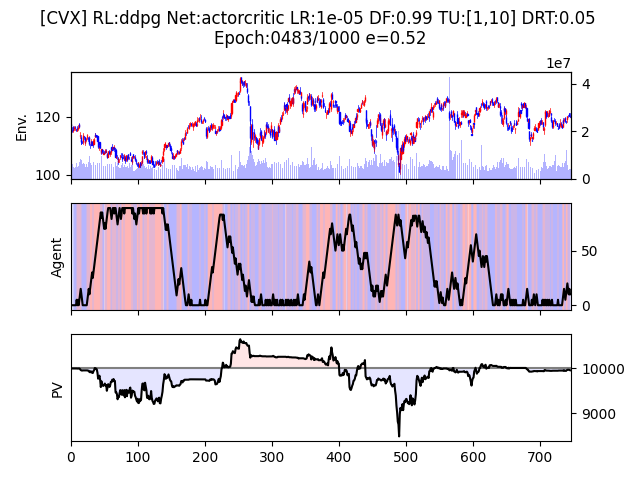 [CVX] RL:ddpg Net:actorcritic LR:1e-05 DF:0.99 TU:[1,10] DRT:0.05
Epoch:0483/1000 e=0.52
1e7
Env.
120
100
4
2
0
Agent
50
0
PV
10000
9000
0 100 200 300 400 500 600 700